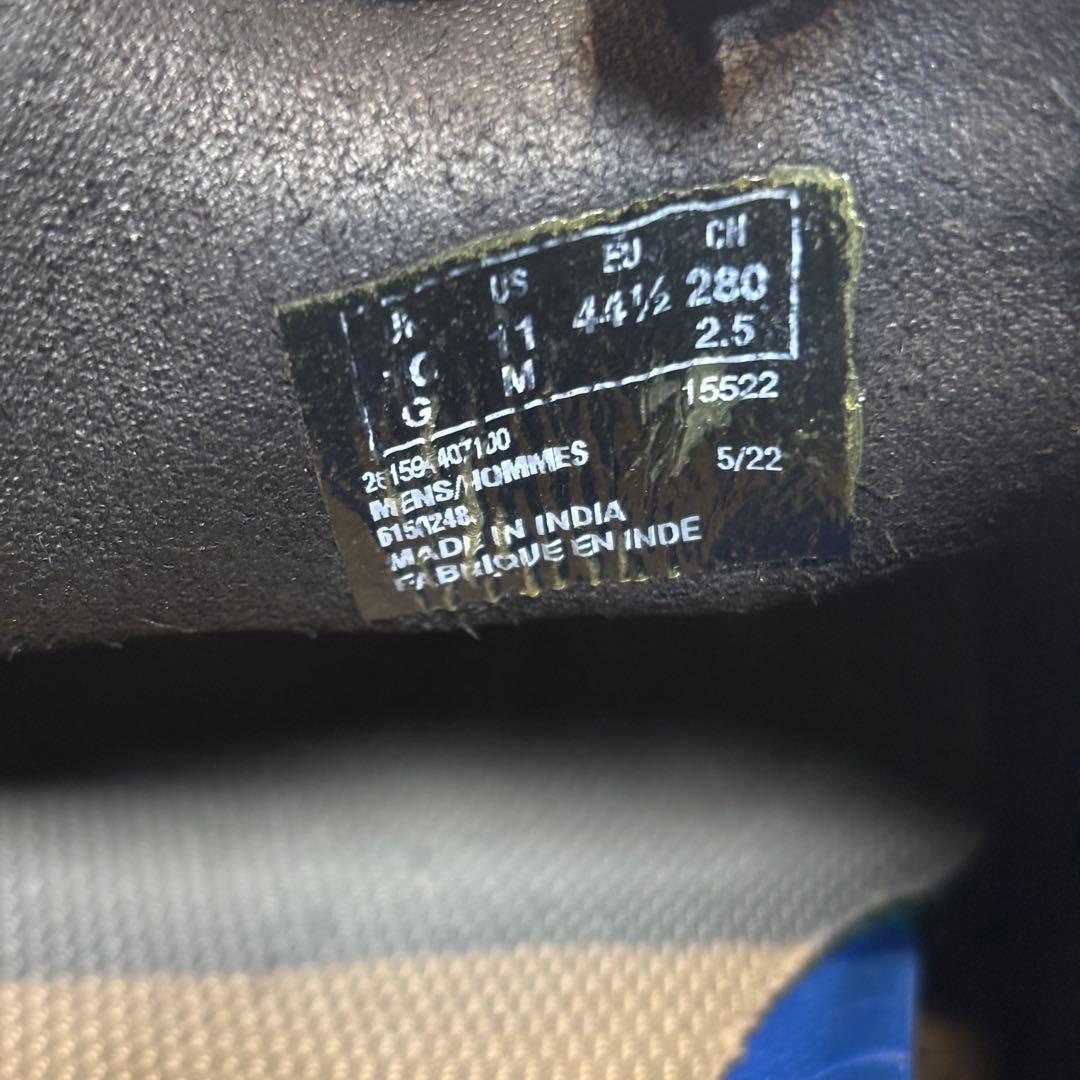 US EU CH
11 44½ 280
G M 2.5
15522
MENS/HOMMES 5/22
MADE IN INDIA
FABRIQUE EN INDE